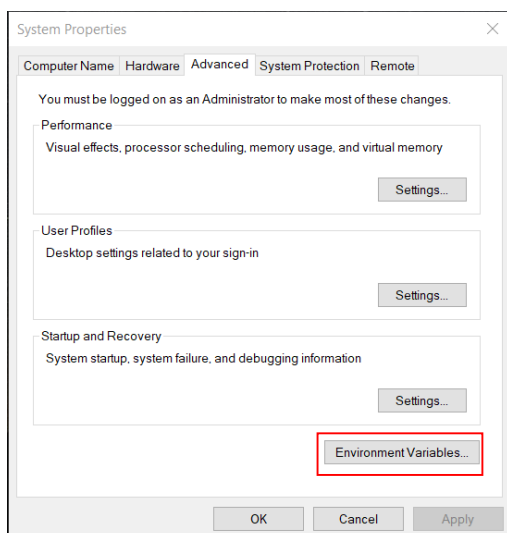 System Properties
Computer Name Hardware Advanced System Protection Remote
You must be logged on as an Administrator to make most of these changes.
Performance
Visual effects, processor scheduling, memory usage, and virtual memory
Settings...
User Profiles
Desktop settings related to your sign-in
Settings...
Startup and Recovery
System startup, system failure, and debugging information
Settings...
Environment Variables...
OK Cancel Apply